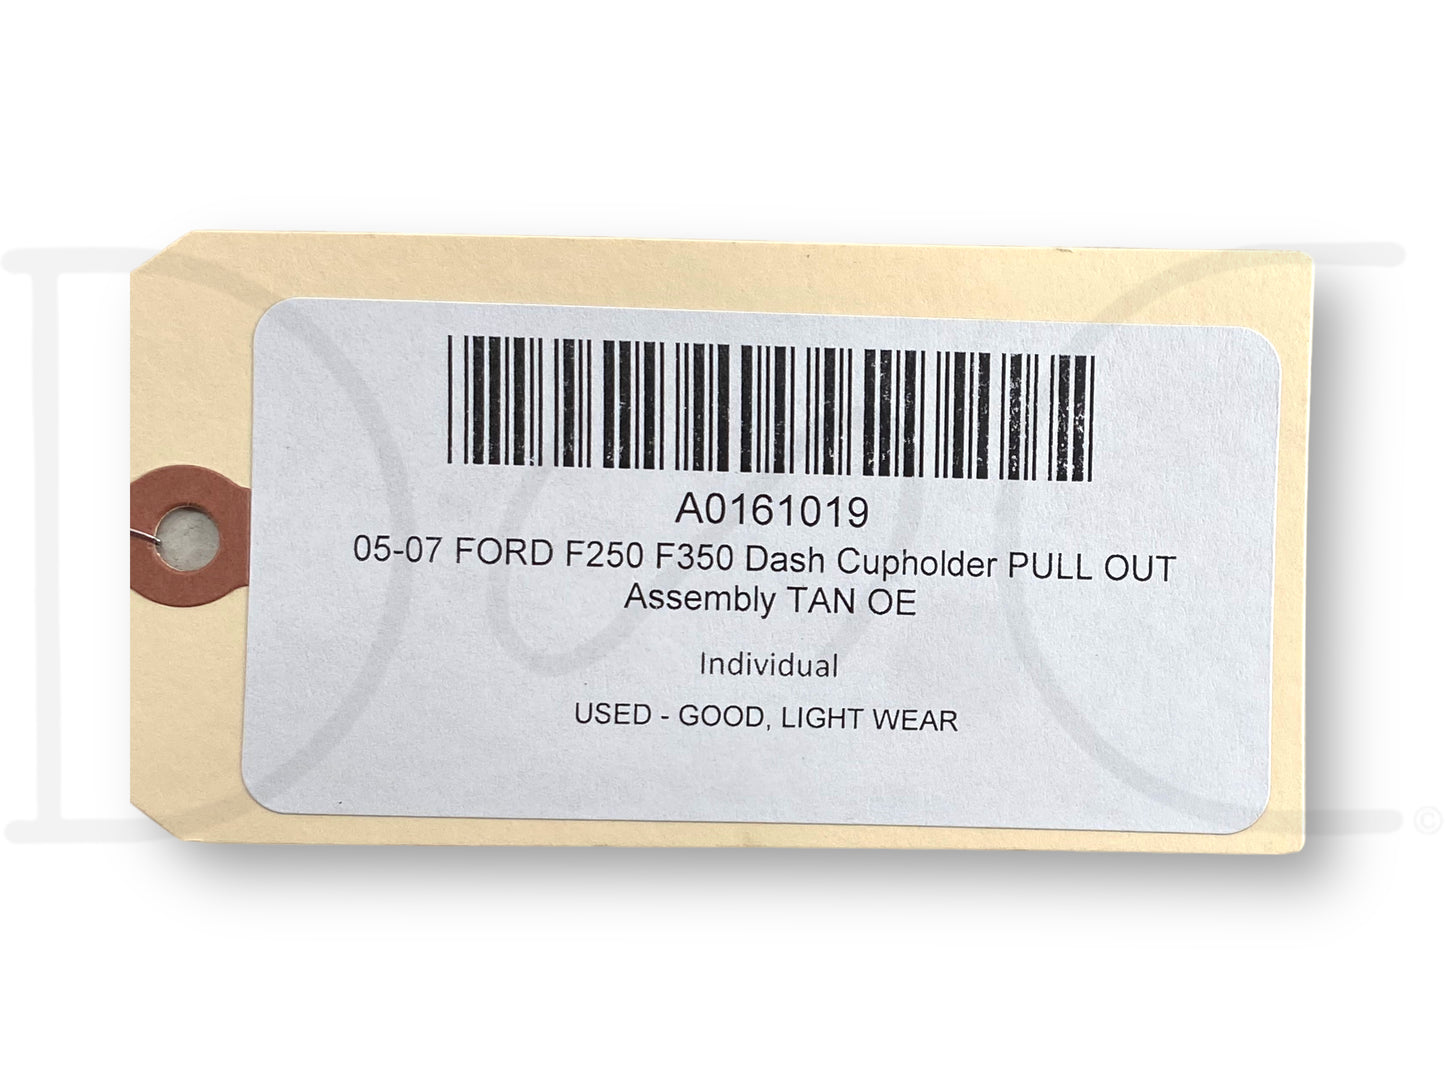 A0161019
05-07 FORD F250 F350 Dash Cupholder PULL OUT
Assembly TAN OE
Individual
USED - GOOD, LIGHT WEAR
©